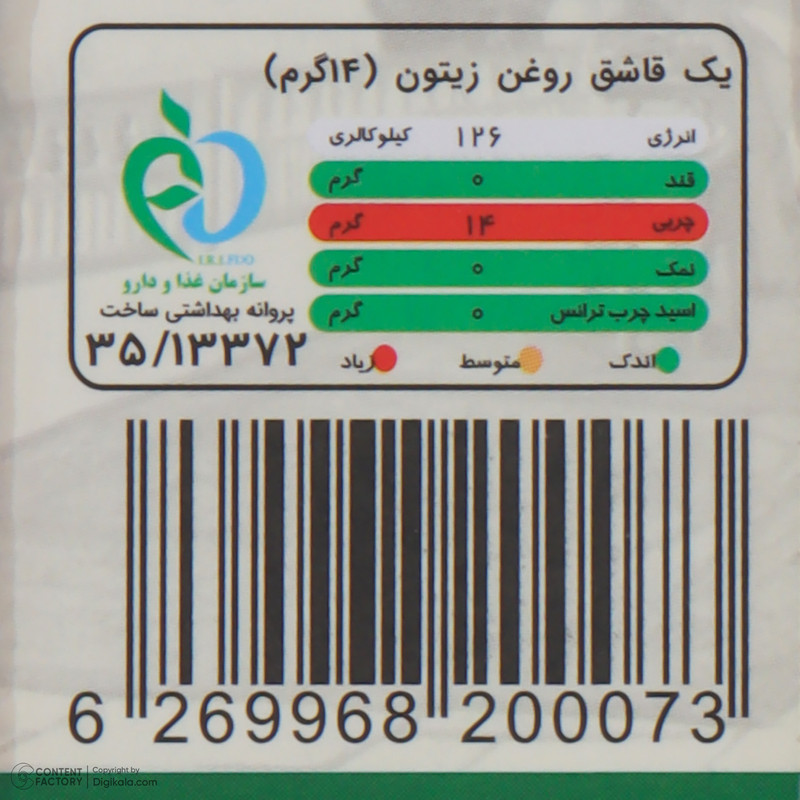 یک قاشق روغن زیتون (۱۴گرم)
انرژی ۱۲۶ کیلوکالری
قند ۰ گرم
چربی ۱۴ گرم
نمک ۰ گرم
اسید چرب ترانس ۰ گرم
اندک متوسط زیاد
I.R.I.FDO
سازمان غذا و دارو
پروانه بهداشتی ساخت
۳۵/۱۳۳۷۲
6 269968 200073
CONTENT FACTORY
Copyright by Digikala.com